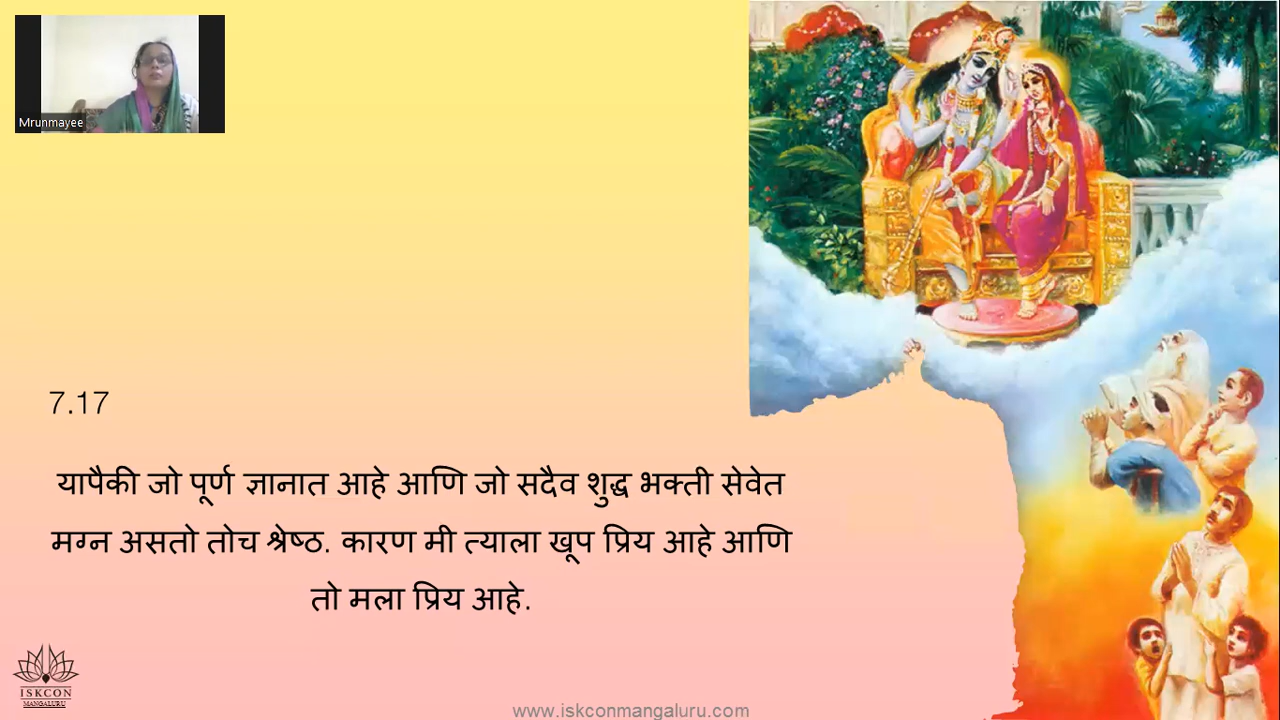 Mrunmayee
7.17
यापैकी जो पूर्ण ज्ञानात आहे आणि जो सदैव शुद्ध भक्ती सेवेत
मग्न असतो तोच श्रेष्ठ. कारण मी त्याला खूप प्रिय आहे आणि
तो मला प्रिय आहे.
ISKCON
MANGALURU
www.iskconmangaluru.com